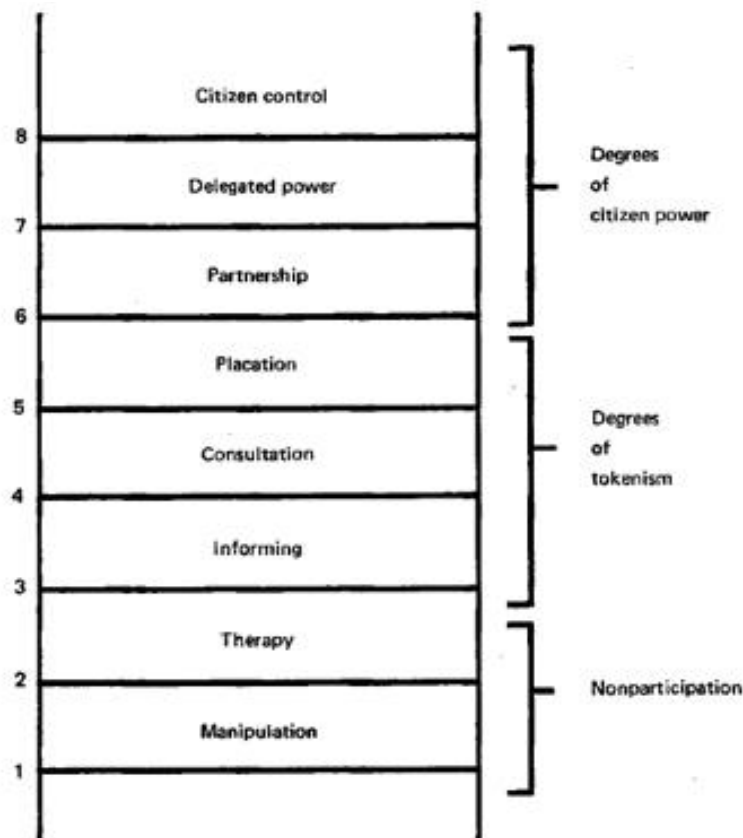 Citizen control
8
Delegated power
7
Partnership
6
Placation
5
Consultation
4
Informing
3
Therapy
2
Manipulation
1
Degrees
of
citizen power
Degrees
of
tokenism
Nonparticipation